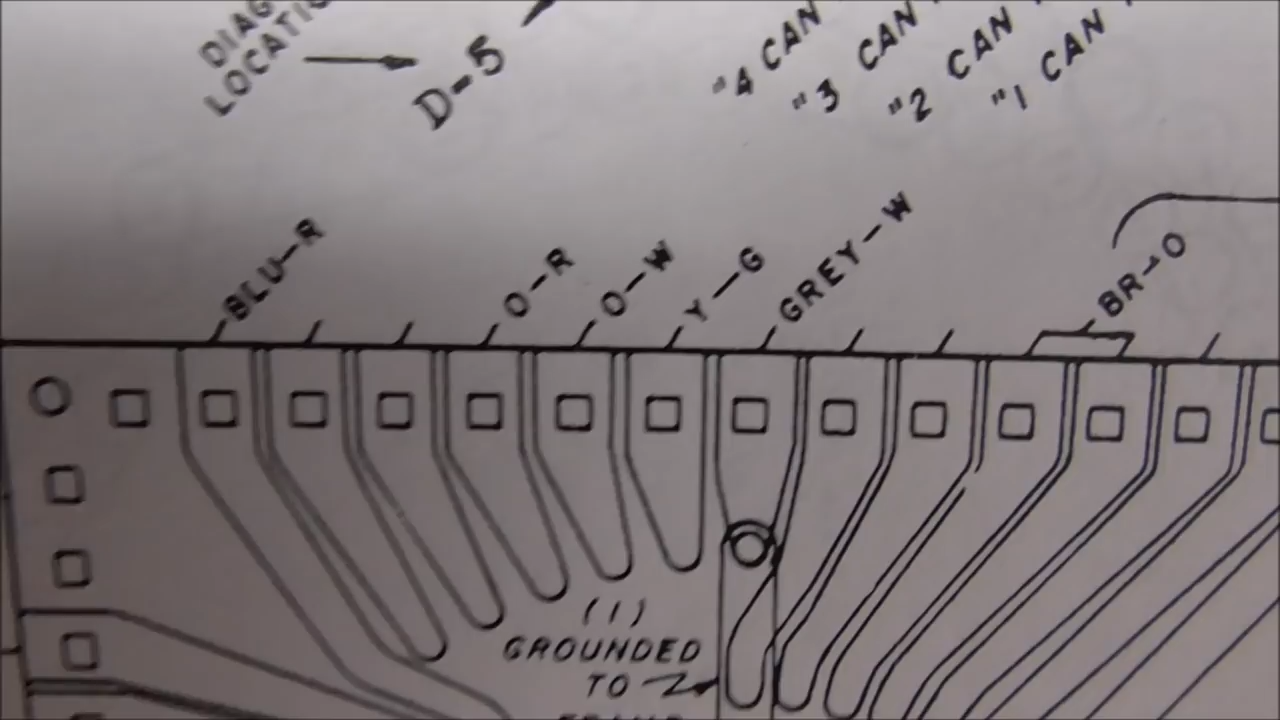 DIAG
LOCATIO
D-5
"4 CAN
"3 CAN
"2 CAN
"1 CAN
BLU-R
O-R
O-W
Y-G
GREY-W
BR-O
(1)
GROUNDED
TO